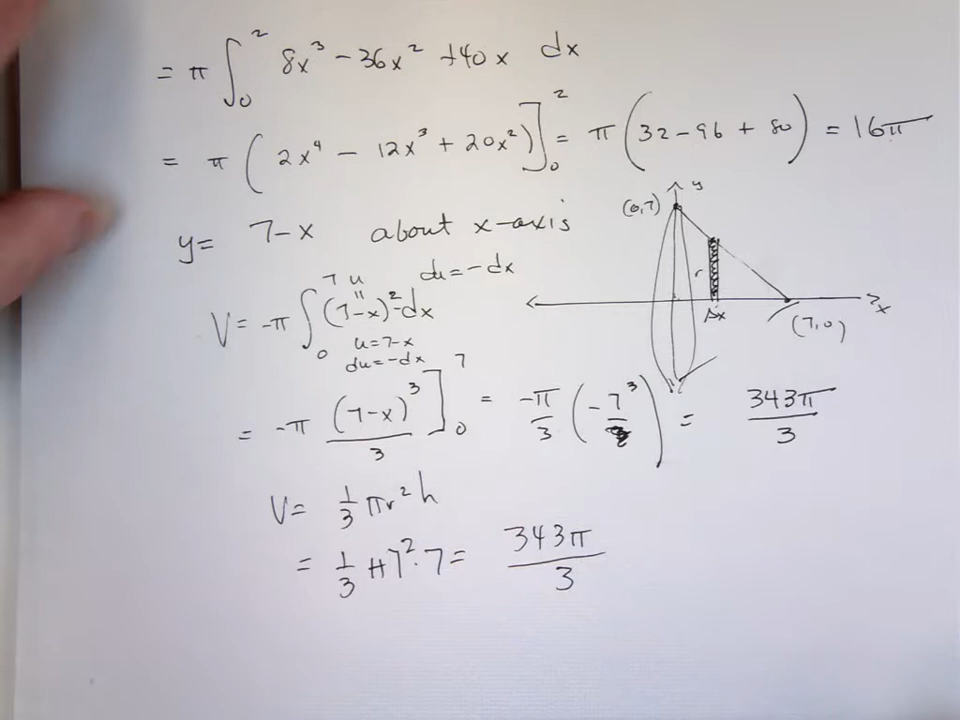 = π ∫₀² 8x³ – 36x² + 40x dx
= π (2x⁴ – 12x³ + 20x²)]₀² = π (32 – 96 + 80) = 16π
y = 7-x about x-axis
(0,7) y
7 u du = -dx
V = -π ∫₀ (7-x)² -dx
r
Δx x
(7,0)
u = 7-x
du = -dx
= -π (7-x)³/3 ]₀⁷ = -π/3 (-7³) = 343π/3
V = 1/3 πr²h
= 1/3 π7²·7 = 343π/3